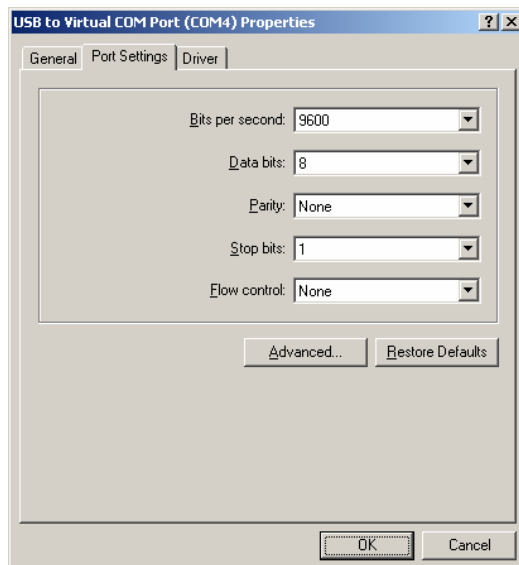 USB to Virtual COM Port (COM4) Properties
General Port Settings Driver
Bits per second: 9600
Data bits: 8
Parity: None
Stop bits: 1
Flow control: None
Advanced... Restore Defaults
OK Cancel